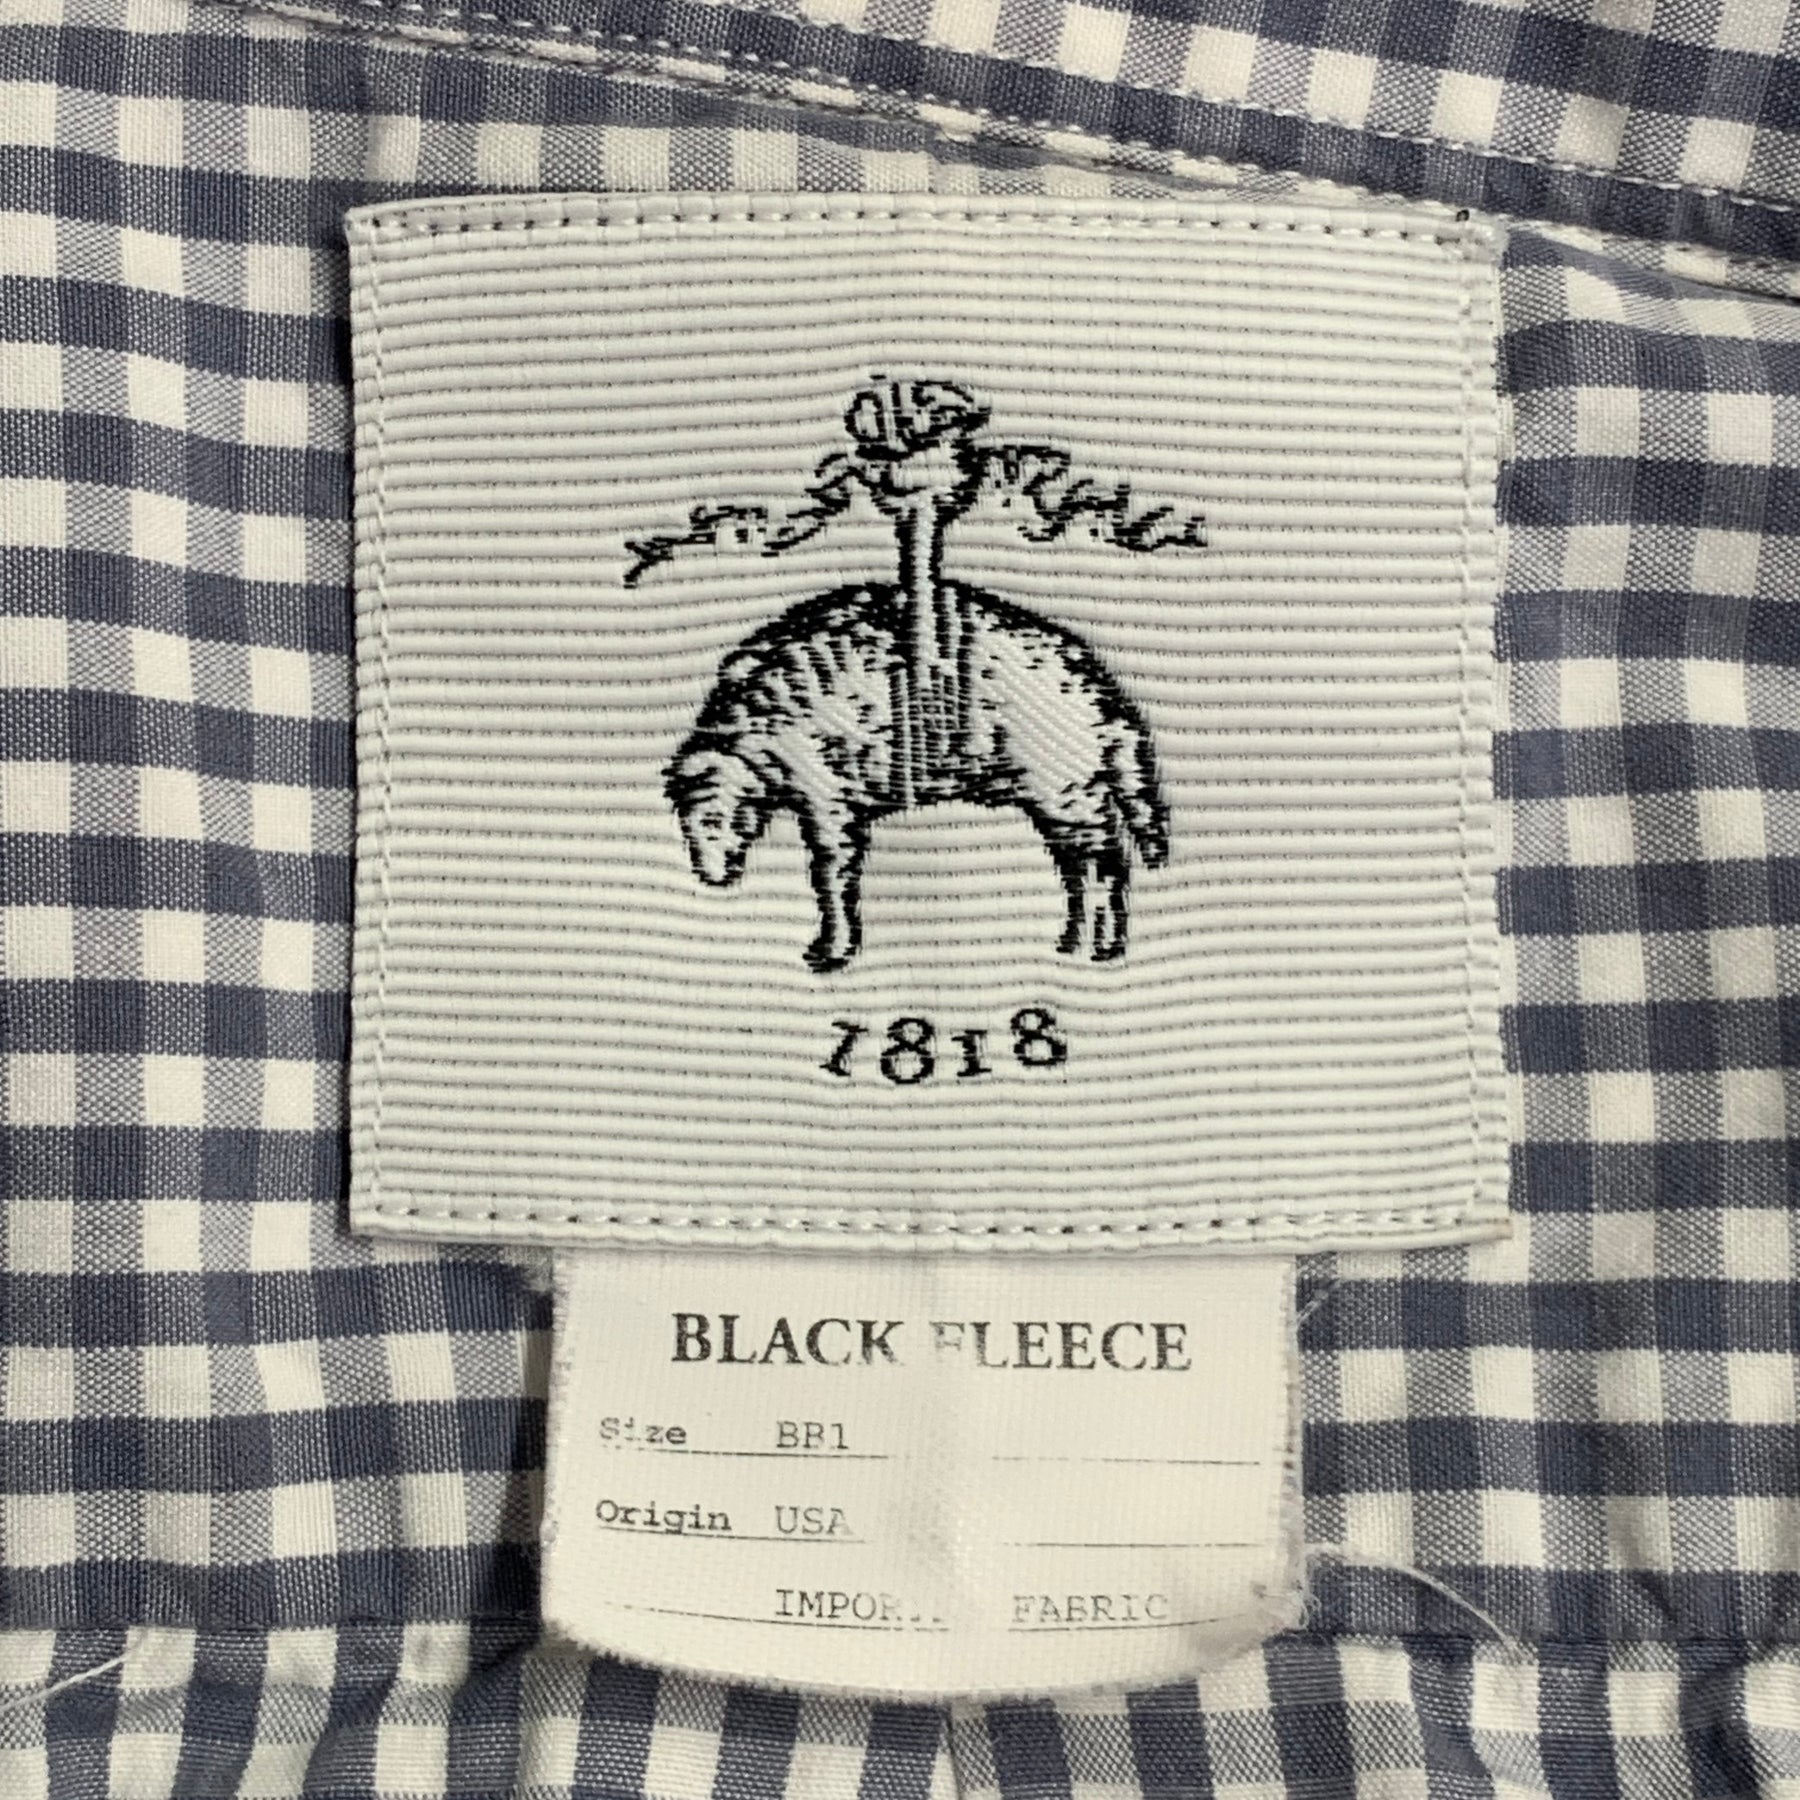 1818
BLACK FLEECE
Size BB1
Origin USA
FABRIC